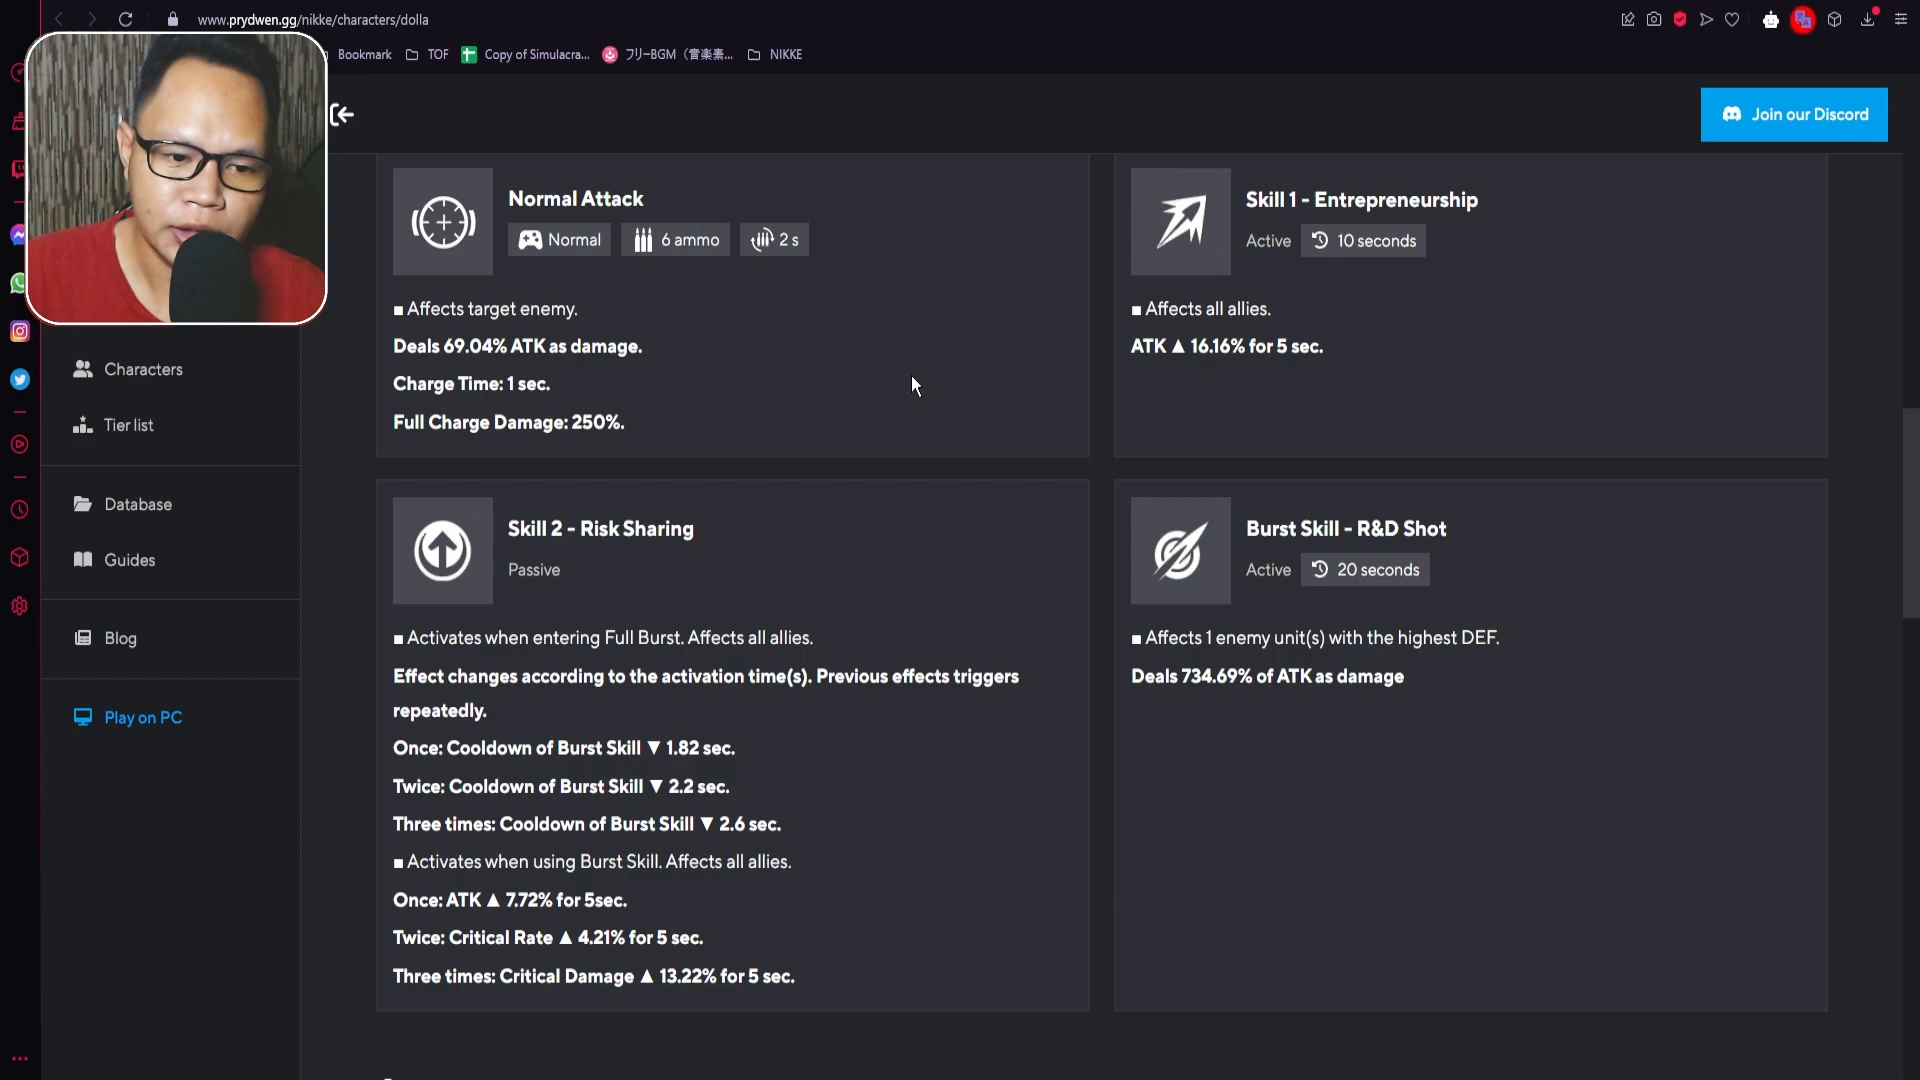 www.prydwen.gg/nikke/characters/dolla
Bookmark
TOF
Copy of Simulacra...
フリーBGM（音楽素...
NIKKE
Join our Discord
Normal Attack
Normal
6 ammo
2 s
■ Affects target enemy.
Deals 69.04% ATK as damage.
Charge Time: 1 sec.
Full Charge Damage: 250%.
Skill 1 - Entrepreneurship
Active
10 seconds
■ Affects all allies.
ATK ▲ 16.16% for 5 sec.
Characters
Tier list
Database
Guides
Blog
Play on PC
Skill 2 - Risk Sharing
Passive
■ Activates when entering Full Burst. Affects all allies.
Effect changes according to the activation time(s). Previous effects triggers
repeatedly.
Once: Cooldown of Burst Skill ▼ 1.82 sec.
Twice: Cooldown of Burst Skill ▼ 2.2 sec.
Three times: Cooldown of Burst Skill ▼ 2.6 sec.
■ Activates when using Burst Skill. Affects all allies.
Once: ATK ▲ 7.72% for 5sec.
Twice: Critical Rate ▲ 4.21% for 5 sec.
Three times: Critical Damage ▲ 13.22% for 5 sec.
Burst Skill - R&D Shot
Active
20 seconds
■ Affects 1 enemy unit(s) with the highest DEF.
Deals 734.69% of ATK as damage